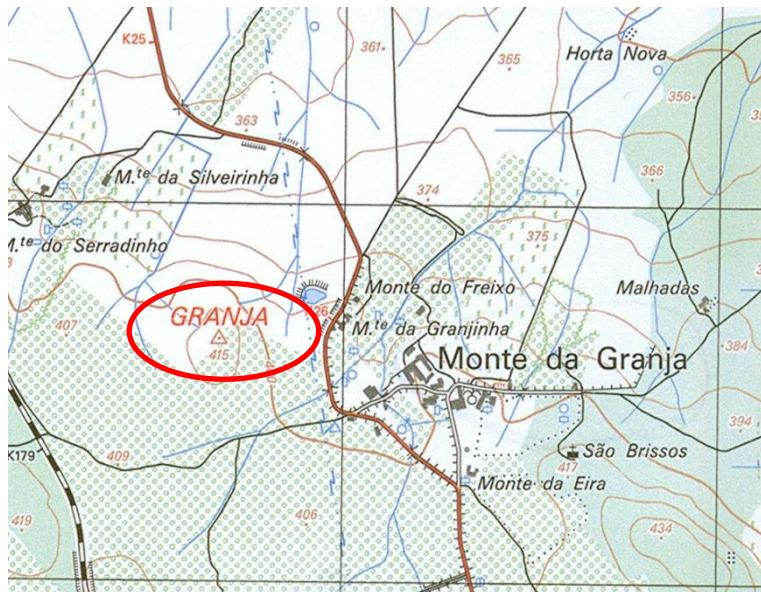 K25
361
365
Horta Nova
356
363
366
M.te da Silveirinha
374
M.te do Serradinho
375
Monte do Freixo
Malhadas
407
GRANJA
26
M.te da Granjinha
415
384
Monte da Granja
394
K179
409
São Brissos
417
Monte da Eira
419
406
434